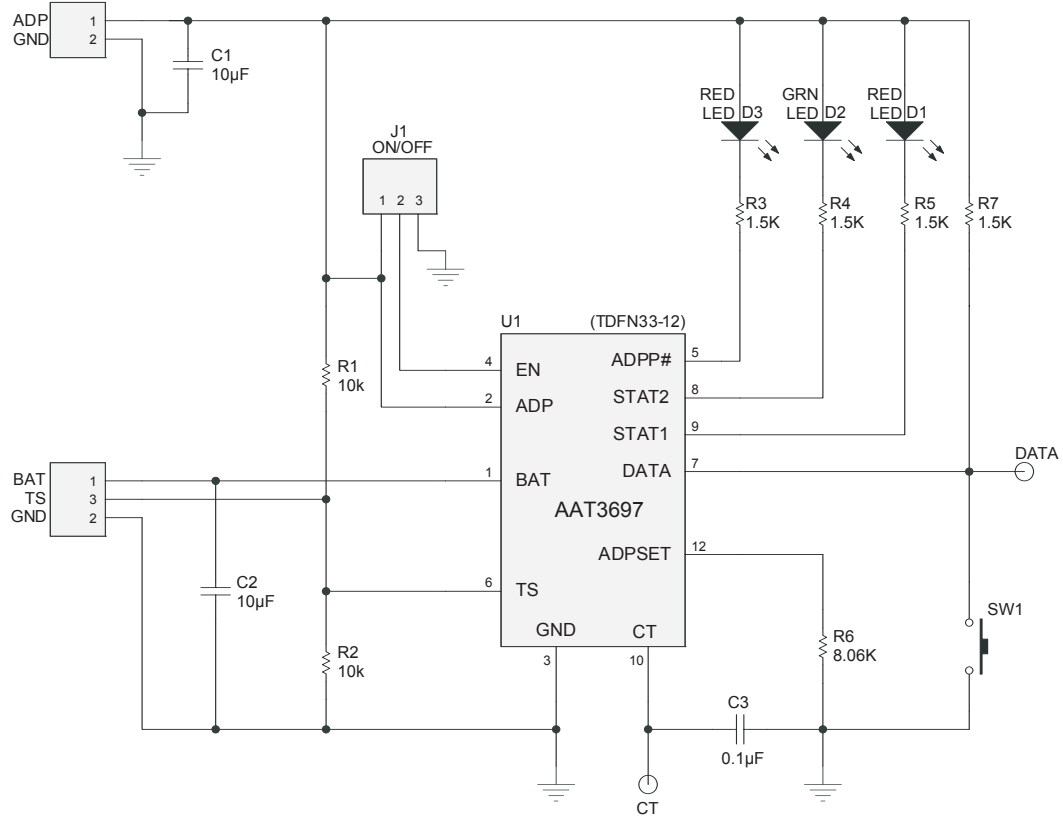 ADP 1
GND 2
C1
10µF
J1
ON/OFF
1 2 3
RED
LED D3
GRN
LED D2
RED
LED D1
R3
1.5K
R4
1.5K
R5
1.5K
R7
1.5K
U1 (TDFN33-12)
R1
10k
4 EN
2 ADP
1 BAT
6 TS
ADPP# 5
STAT2 8
STAT1 9
DATA 7
AAT3697
ADPSET 12
GND
3
CT
10
DATA
BAT 1
TS 3
GND 2
C2
10µF
R2
10k
R6
8.06K
SW1
C3
0.1µF
CT